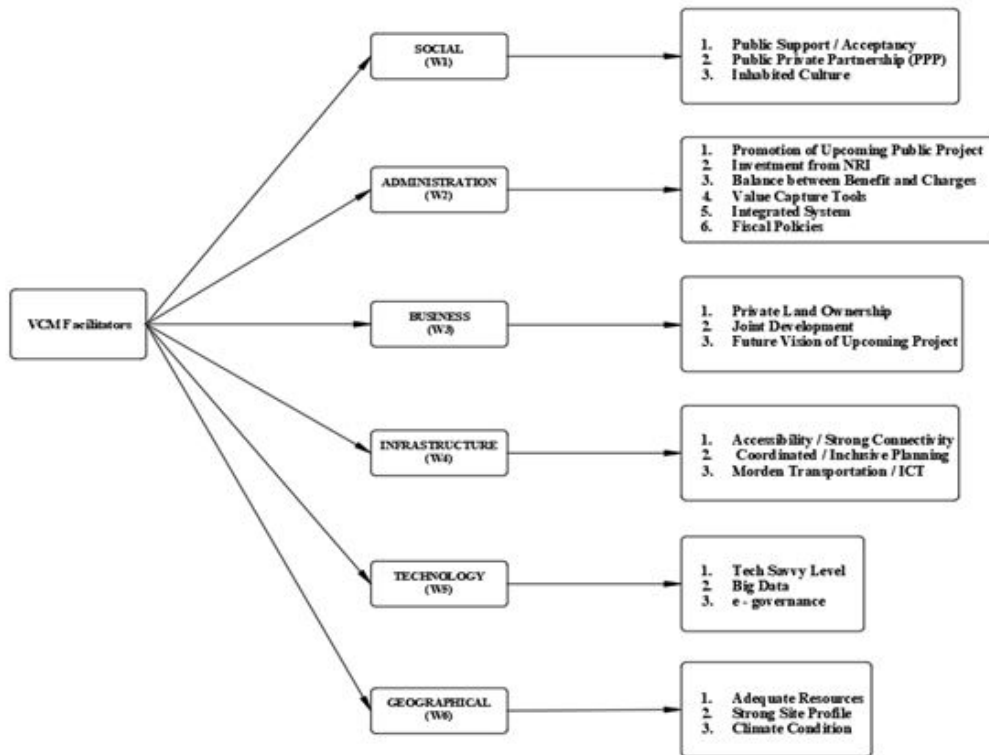 SOCIAL
(W1)
1. Public Support / Acceptancy
2. Public Private Partnership (PPP)
3. Inhabited Culture
ADMINISTRATION
(W2)
1. Promotion of Upcoming Public Project
2. Investment from NRI
3. Balance between Benefit and Charges
4. Value Capture Tools
5. Integrated System
6. Fiscal Policies
VCM Facilitators
BUSINESS
(W3)
1. Private Land Ownership
2. Joint Development
3. Future Vision of Upcoming Project
INFRASTRUCTURE
(W4)
1. Accessibility / Strong Connectivity
2. Coordinated / Inclusive Planning
3. Morden Transportation / ICT
TECHNOLOGY
(W5)
1. Tech Savvy Level
2. Big Data
3. e - governance
GEOGRAPHICAL
(W6)
1. Adequate Resources
2. Strong Site Profile
3. Climate Condition